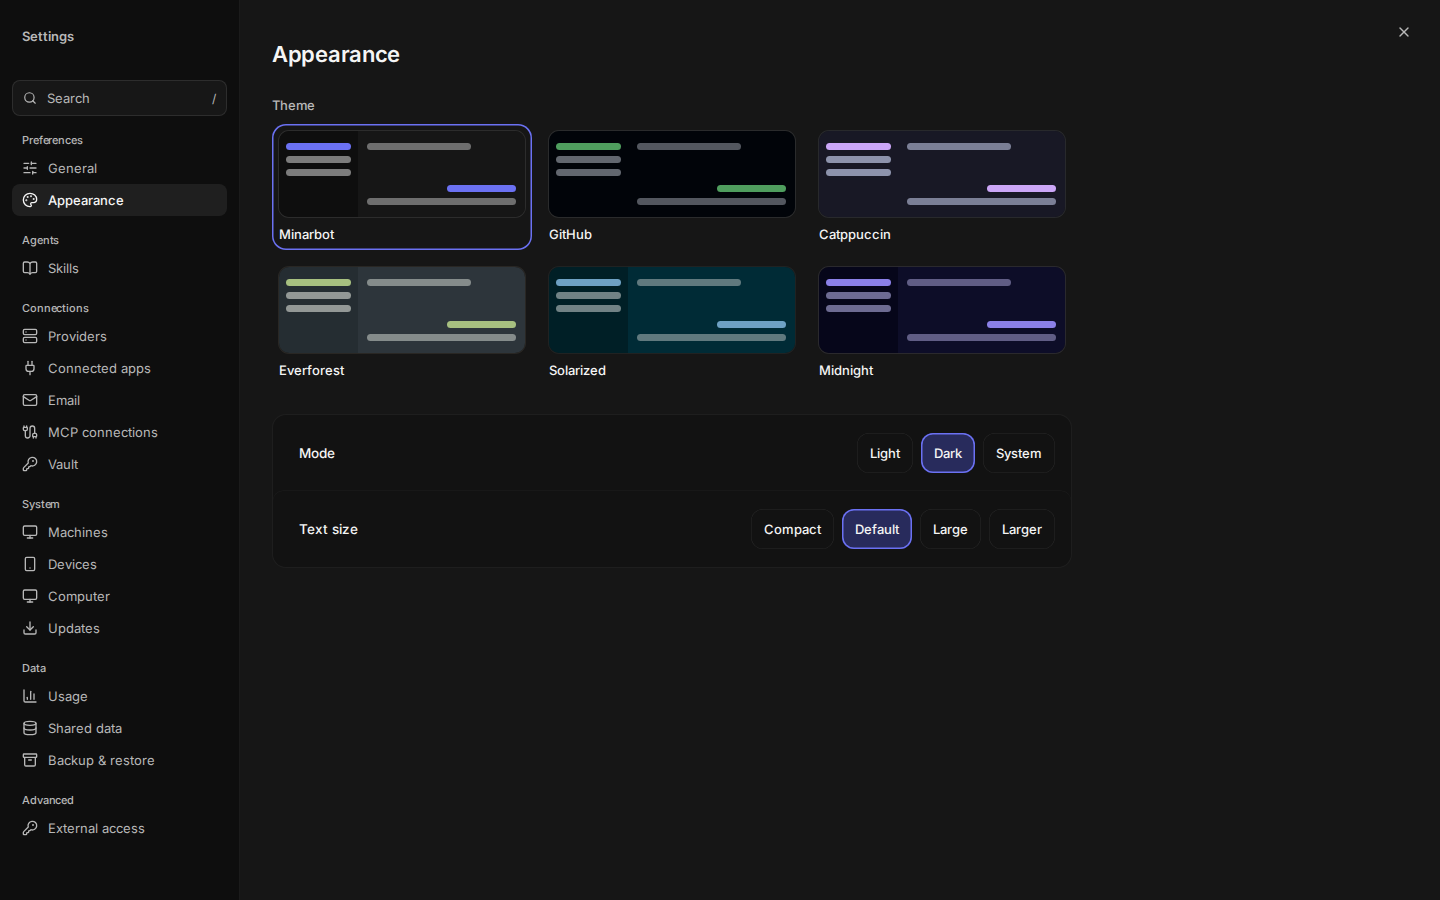 Settings
Search /
Preferences
General
Appearance
Agents
Skills
Connections
Providers
Connected apps
Email
MCP connections
Vault
System
Machines
Devices
Computer
Updates
Data
Usage
Shared data
Backup & restore
Advanced
External access
Appearance
Theme
Minarbot
GitHub
Catppuccin
Everforest
Solarized
Midnight
Mode
Light
Dark
System
Text size
Compact
Default
Large
Larger